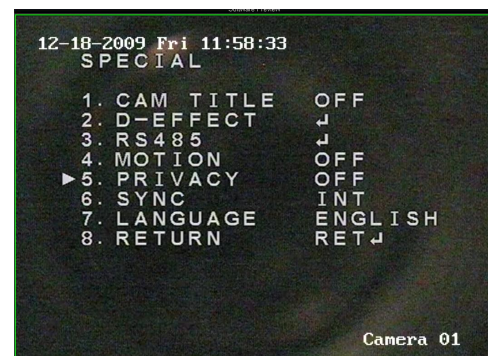 12-18-2009 Fri 11:58:33
SPECIAL
1. CAM TITLE OFF
2. D-EFFECT ↵
3. RS485 ↵
4. MOTION OFF
▶5. PRIVACY OFF
6. SYNC INT
7. LANGUAGE ENGLISH
8. RETURN RET↵
Camera 01